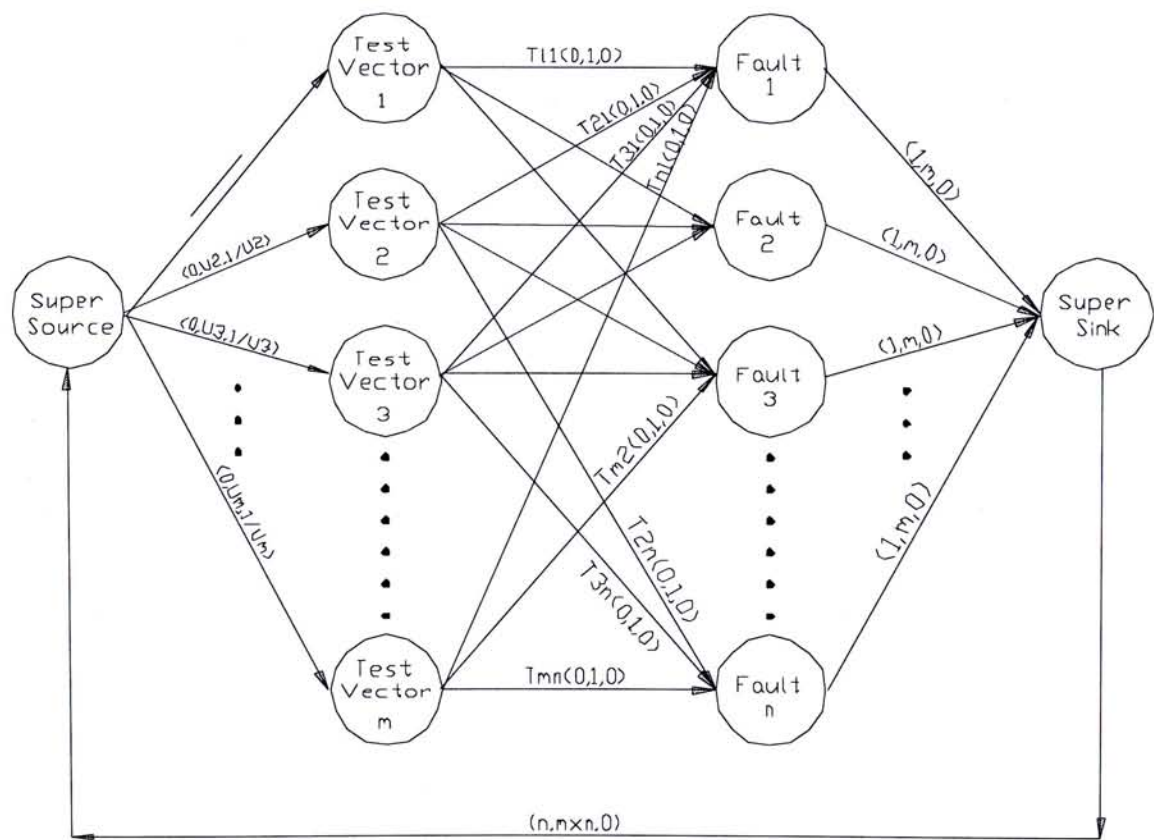 Test
Vector
1
Tl1(0,1,0)
Fault
1
T21(0,1,0)
T31(0,1,0)
Tn1(0,1,0)
(1,m,0)
Test
Vector
2
Fault
2
(1,m,0)
(0,U2,1/U2)
Super
Source
(0,U3,1/U3)
Test
Vector
3
Fault
3
(1,m,0)
Super
Sink
(0,Um,1/Um)
Tm2(0,1,0)
T2n(0,1,0)
T3n(0,1,0)
(1,m,0)
Test
Vector
m
Tmn(0,1,0)
Fault
n
(n,m×n,0)